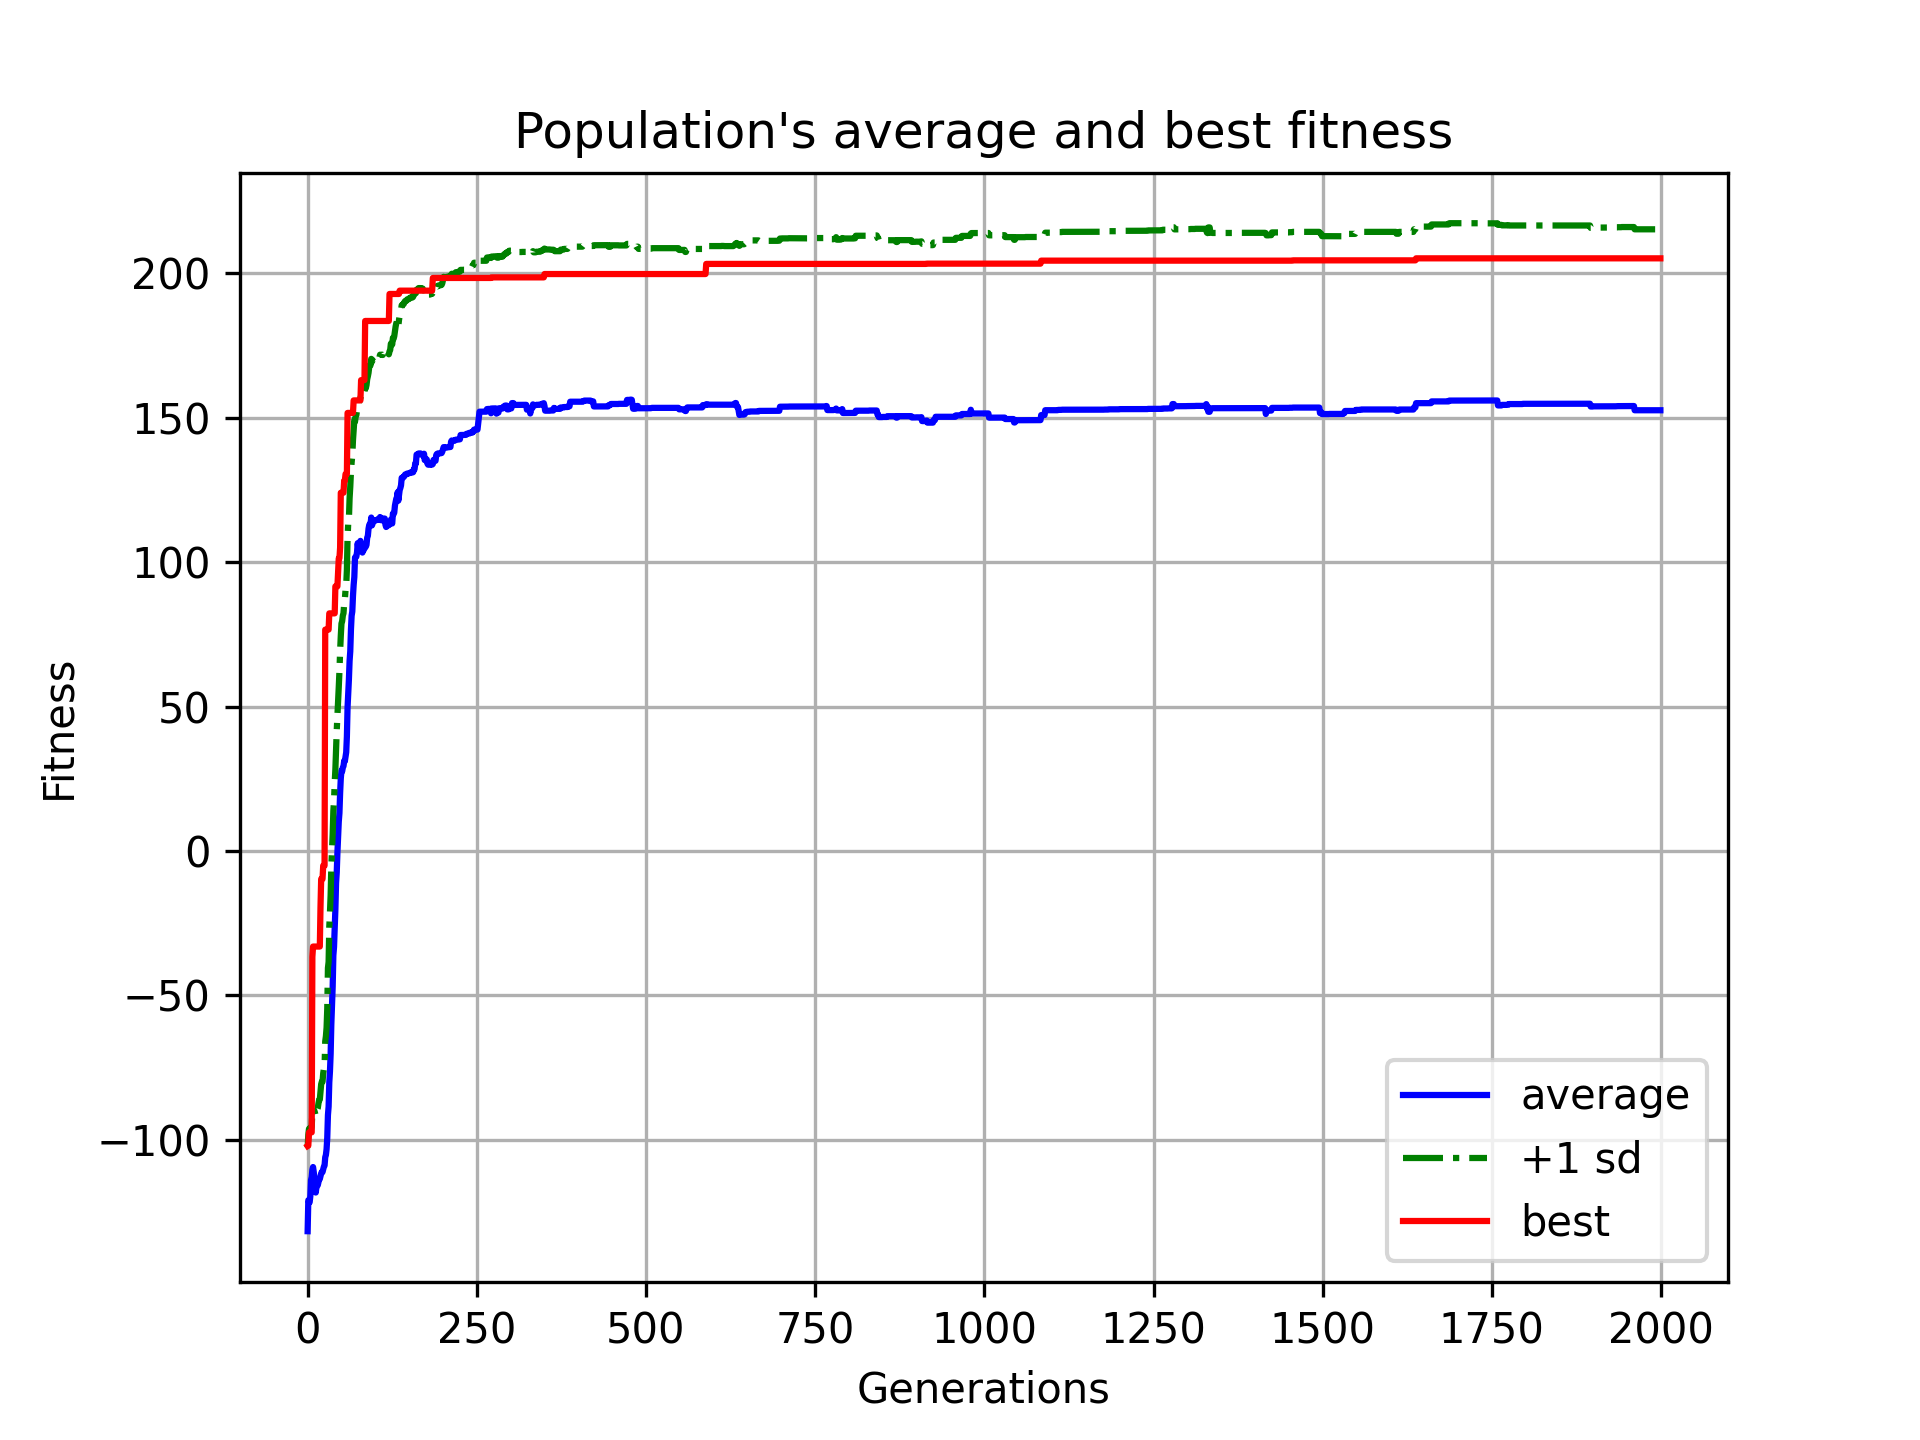 Population's average and best fitness
Fitness
200
150
100
50
0
−50
−100
0 250 500 750 1000 1250 1500 1750 2000
Generations
average
+1 sd
best